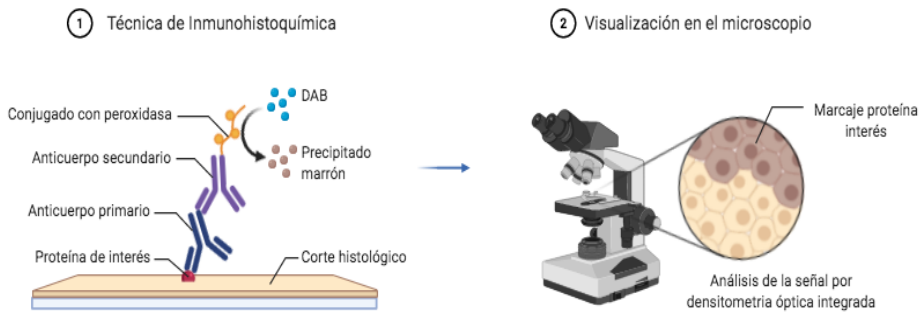 1 Técnica de Inmunohistoquímica
DAB
Conjugado con peroxidasa
Precipitado
marrón
Anticuerpo secundario
Anticuerpo primario
Proteína de interés
Corte histológico
2 Visualización en el microscopio
Marcaje proteína
interés
Análisis de la señal por
densitometria óptica integrada